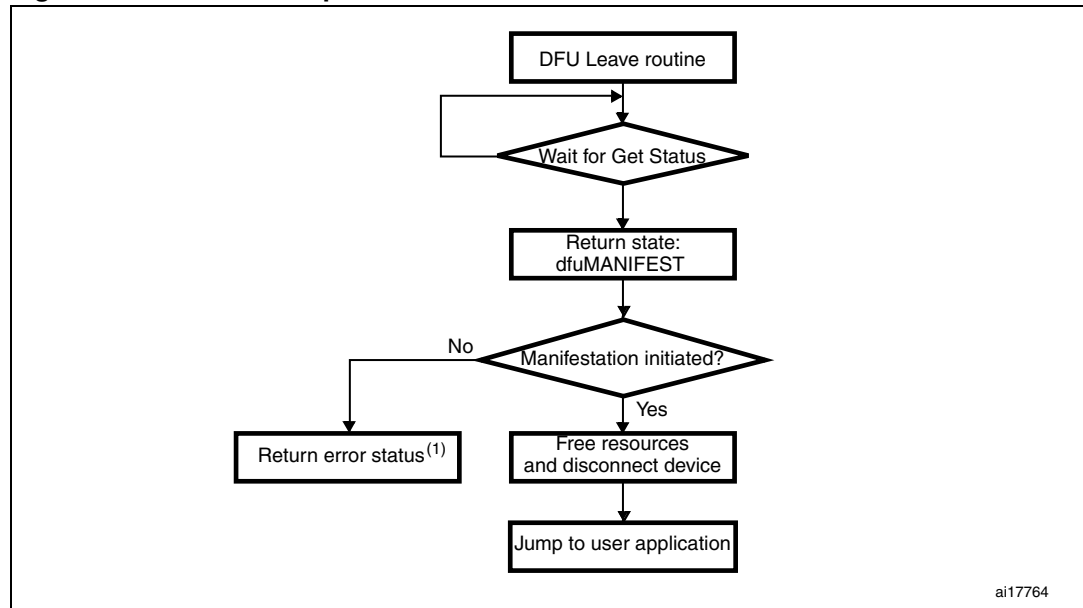 DFU Leave routine
Wait for Get Status
Return state:
dfuMANIFEST
No
Manifestation initiated?
Yes
Return error status(1)
Free resources
and disconnect device
Jump to user application
ai17764